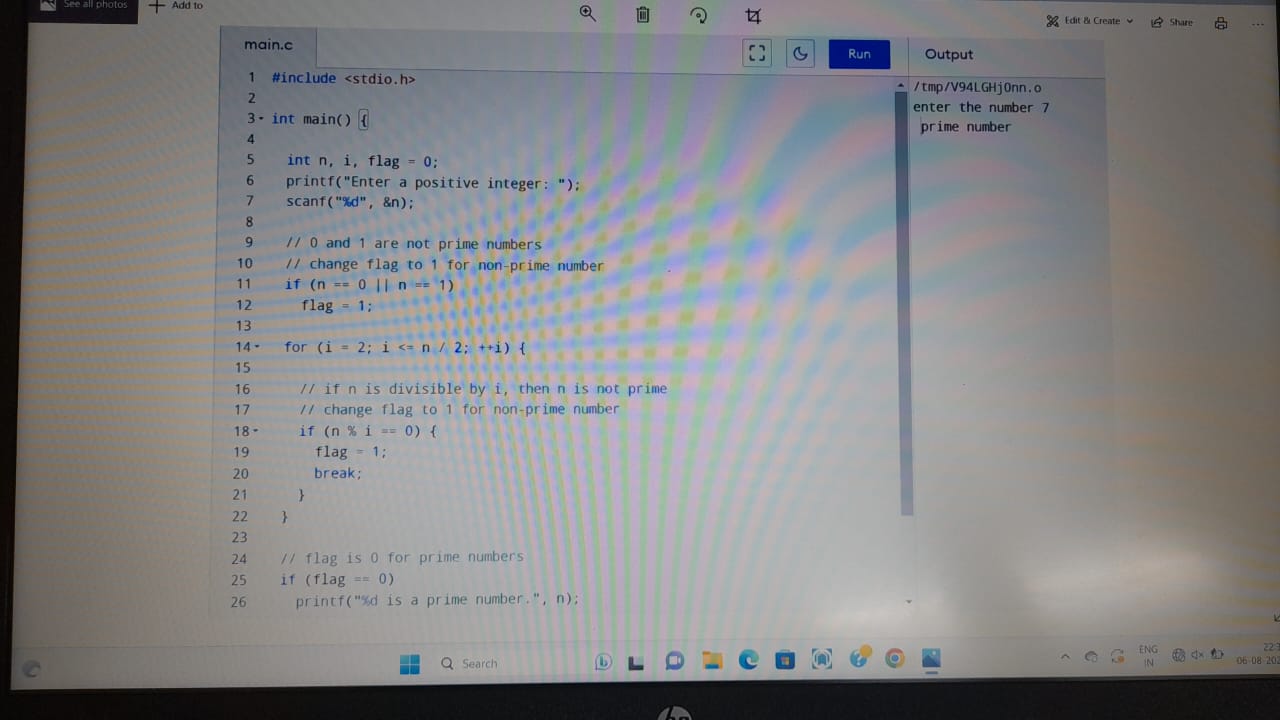 See all photos
Add to
Edit & Create
Share
main.c
Run
Output
1 #include <stdio.h>
2
3 int main() {
4
5 int n, i, flag = 0;
6 printf("Enter a positive integer: ");
7 scanf("%d", &n);
8
9 // 0 and 1 are not prime numbers
10 // change flag to 1 for non-prime number
11 if (n == 0 || n == 1)
12 flag = 1;
13
14 for (i = 2; i <= n / 2; ++i) {
15
16 // if n is divisible by i, then n is not prime
17 // change flag to 1 for non-prime number
18 if (n % i == 0) {
19 flag = 1;
20 break;
21 }
22 }
23
24 // flag is 0 for prime numbers
25 if (flag == 0)
26 printf("%d is a prime number.", n);
/tmp/V94LGHjOnn.o
enter the number 7
prime number
Search
ENG
IN
06-08-202
hp